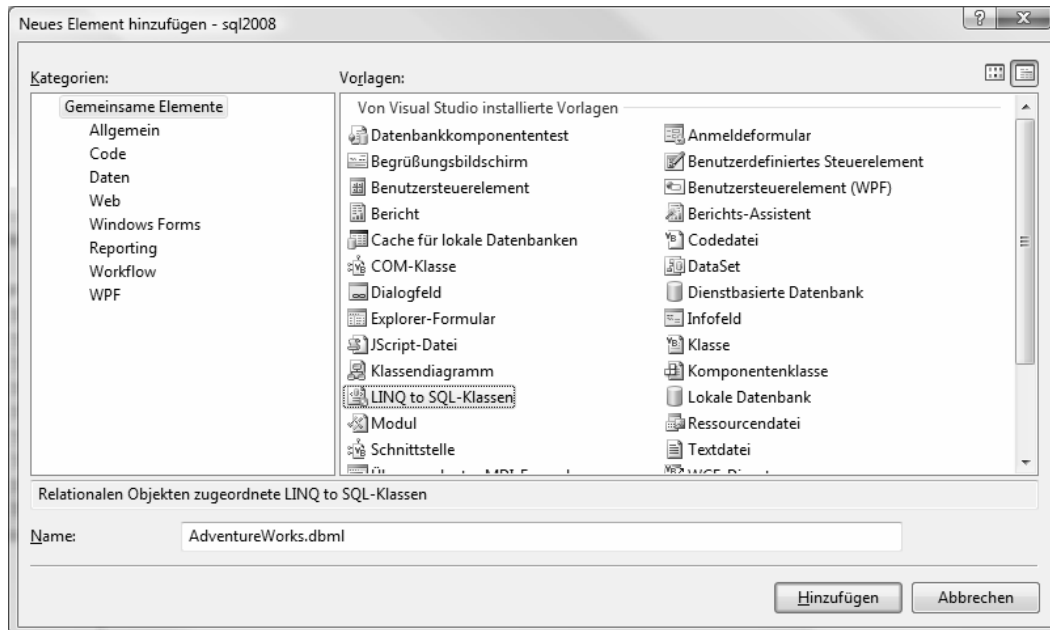 Neues Element hinzufügen - sql2008
Kategorien:
Vorlagen:
Gemeinsame Elemente
Allgemein
Code
Daten
Web
Windows Forms
Reporting
Workflow
WPF
Von Visual Studio installierte Vorlagen
Datenbankkomponententest
Anmeldeformular
Begrüßungsbildschirm
Benutzerdefiniertes Steuerelement
Benutzersteuerelement
Benutzersteuerelement (WPF)
Bericht
Berichts-Assistent
Cache für lokale Datenbanken
Codedatei
COM-Klasse
DataSet
Dialogfeld
Dienstbasierte Datenbank
Explorer-Formular
Infofeld
JScript-Datei
Klasse
Klassendiagramm
Komponentenklasse
LINQ to SQL-Klassen
Lokale Datenbank
Modul
Ressourcendatei
Schnittstelle
Textdatei
Relationalen Objekten zugeordnete LINQ to SQL-Klassen
Name:
AdventureWorks.dbml
Hinzufügen
Abbrechen